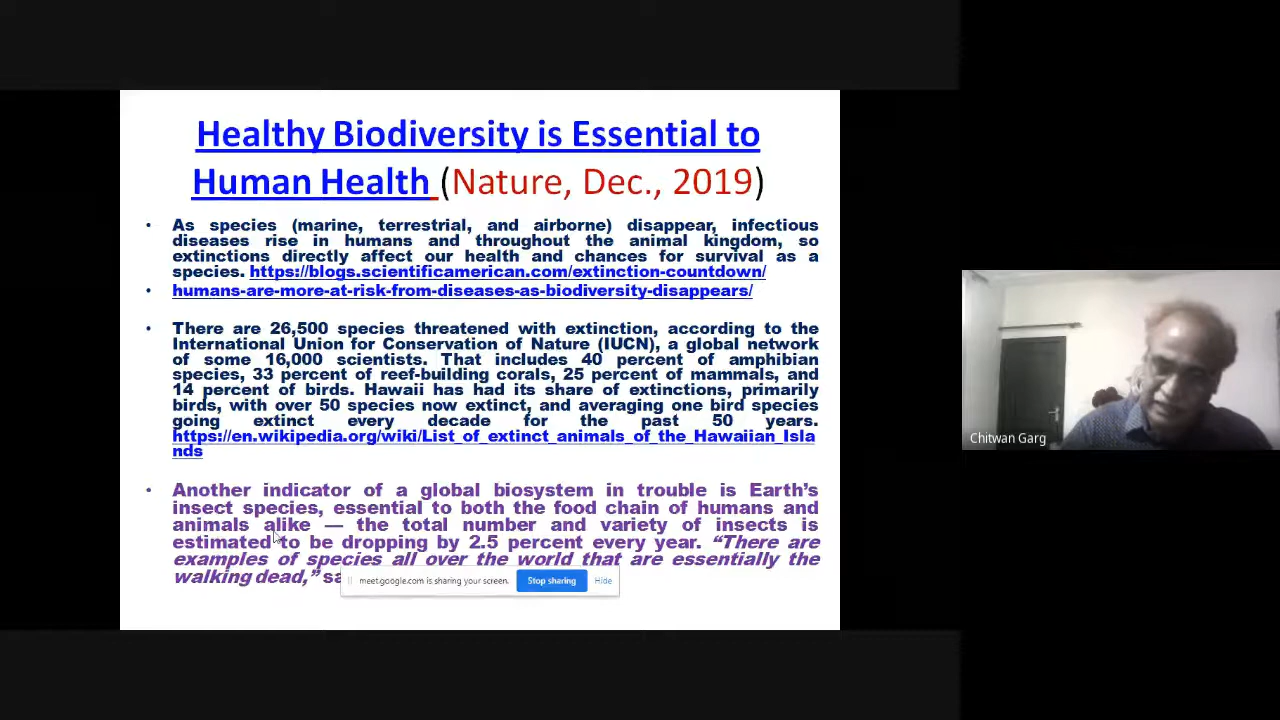 Healthy Biodiversity is Essential to
Human Health (Nature, Dec., 2019)
• As species (marine, terrestrial, and airborne) disappear, infectious
diseases rise in humans and throughout the animal kingdom, so
extinctions directly affect our health and chances for survival as a
species. https://blogs.scientificamerican.com/extinction-countdown/
• humans-are-more-at-risk-from-diseases-as-biodiversity-disappears/
• There are 26,500 species threatened with extinction, according to the
International Union for Conservation of Nature (IUCN), a global network
of some 16,000 scientists. That includes 40 percent of amphibian
species, 33 percent of reef-building corals, 25 percent of mammals, and
14 percent of birds. Hawaii has had its share of extinctions, primarily
birds, with over 50 species now extinct, and averaging one bird species
going extinct every decade for the past 50 years.
https://en.wikipedia.org/wiki/List_of_extinct_animals_of_the_Hawaiian_Isla
nds
• Another indicator of a global biosystem in trouble is Earth’s
insect species, essential to both the food chain of humans and
animals alike — the total number and variety of insects is
estimated to be dropping by 2.5 percent every year. “There are
examples of species all over the world that are essentially the
walking dead,”
meet.google.com is sharing your screen. Stop sharing Hide
Chitwan Garg